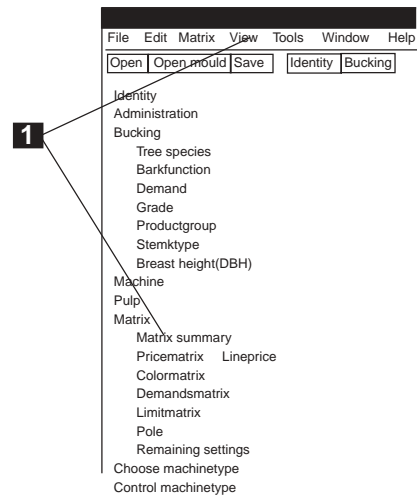 File Edit Matrix View Tools Window Help
Open Open mould Save Identity Bucking
Identity
Administration
1
Bucking
Tree species
Barkfunction
Demand
Grade
Productgroup
Stemktype
Breast height(DBH)
Machine
Pulp
Matrix
Matrix summary
Pricematrix Lineprice
Colormatrix
Demandsmatrix
Limitmatrix
Pole
Remaining settings
Choose machinetype
Control machinetype